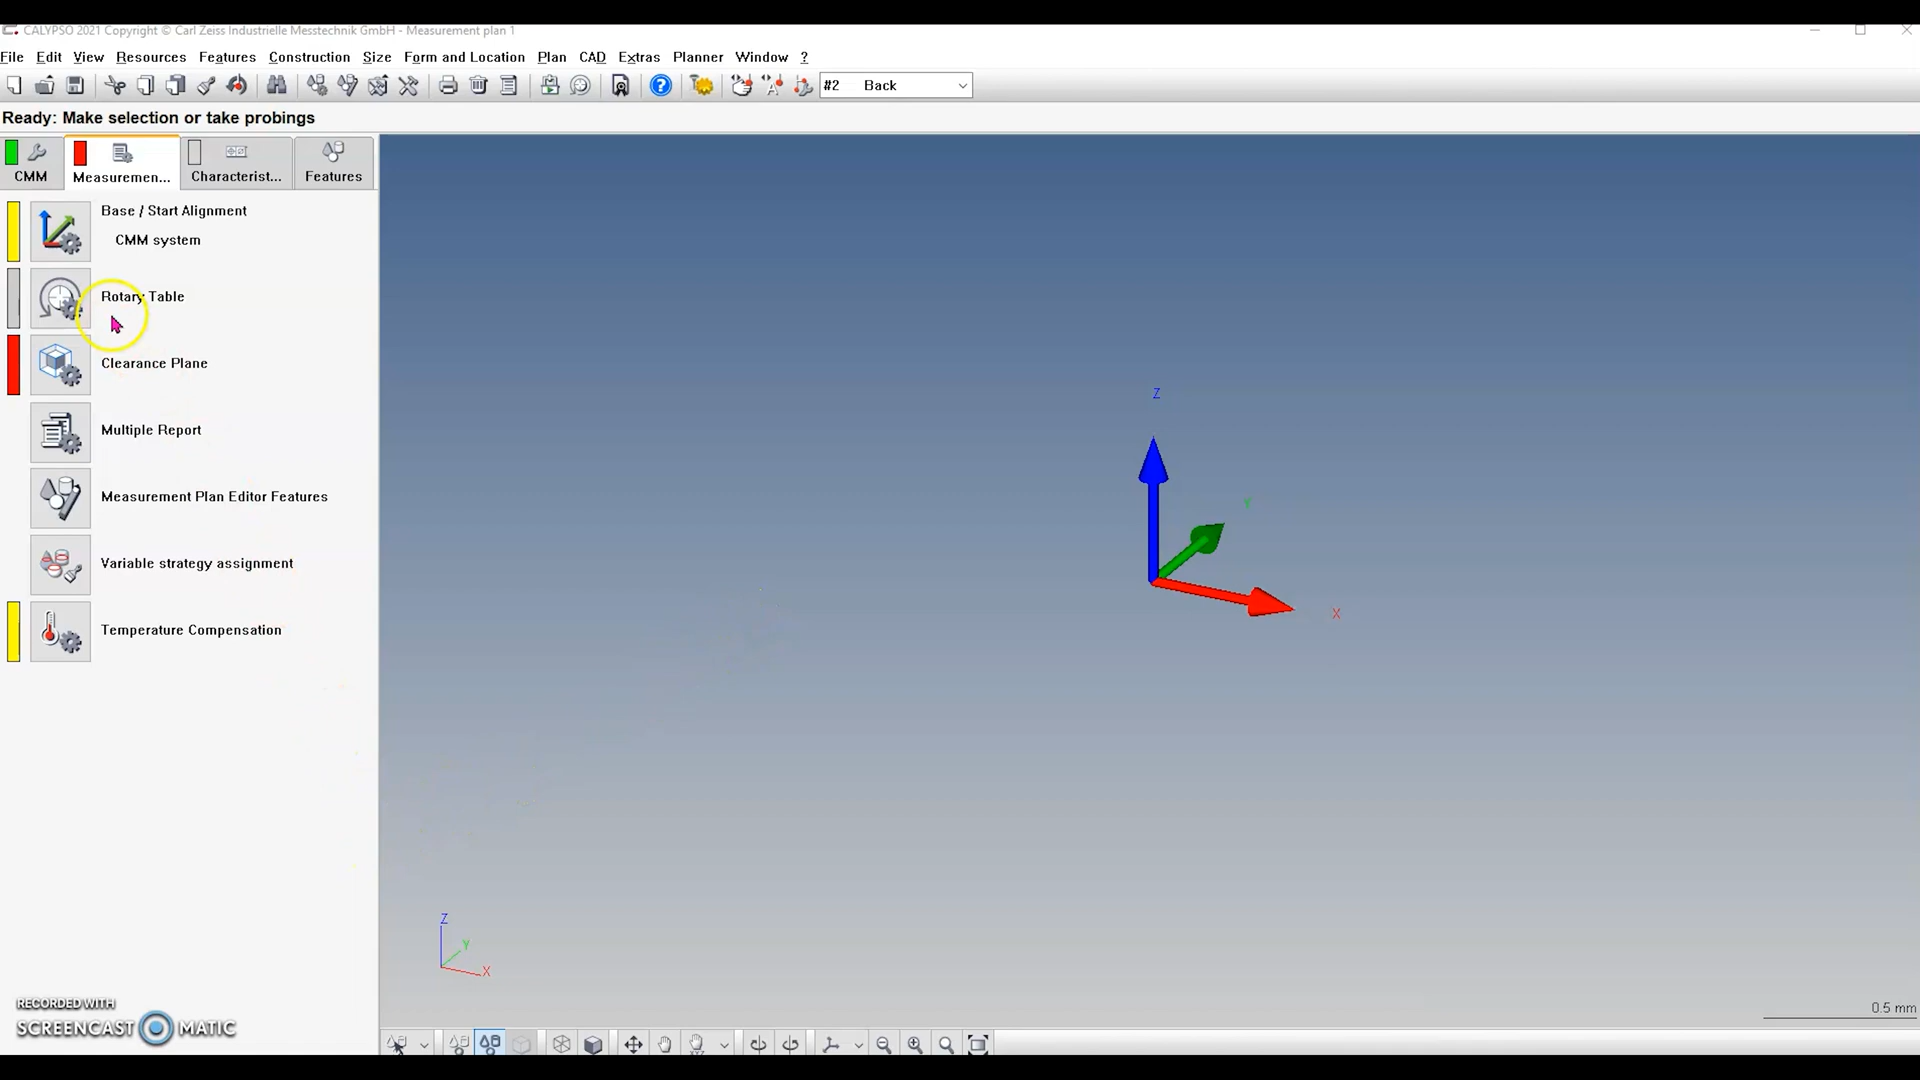 CALYPSO 2021 Copyright © Carl Zeiss Industrielle Messtechnik GmbH - Measurement plan 1
File Edit View Resources Features Construction Size Form and Location Plan CAD Extras Planner Window ?
#2 Back
Ready: Make selection or take probings
CMM Measuremen... Characterist... Features
Base / Start Alignment
CMM system
Rotary Table
Clearance Plane
Multiple Report
Measurement Plan Editor Features
Variable strategy assignment
Temperature Compensation
Z
Y
X
Z
Y
X
0.5 mm
RECORDED WITH
SCREENCAST MATIC